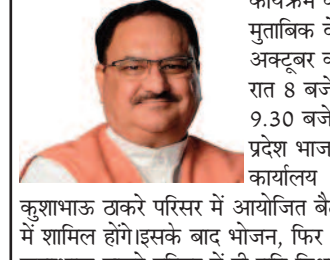 कार्यक्रम के
मुताबिक वे
अक्टूबर
रात 8 बजे
9.30 बजे
प्रदेश भाज
कार्यालय
कुशाभाऊ ठाकरे परिसर में आयोजित बै
में शामिल होंगे।इसके बाद भोजन, फिर